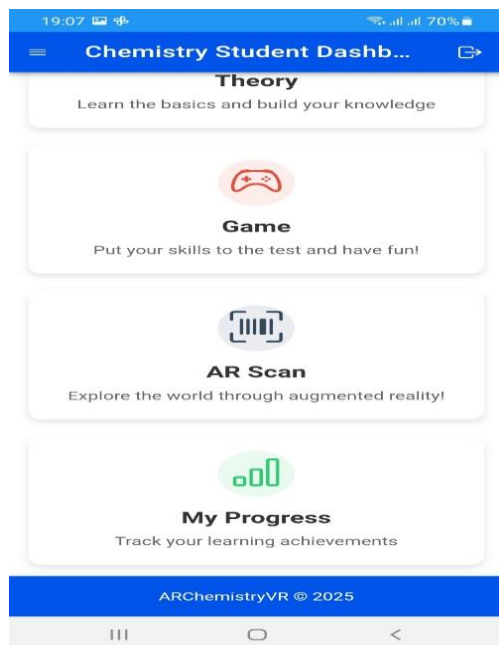 19:07 70%
Chemistry Student Dashb...
Theory
Learn the basics and build your knowledge
Game
Put your skills to the test and have fun!
AR Scan
Explore the world through augmented reality!
My Progress
Track your learning achievements
ARChemistryVR © 2025